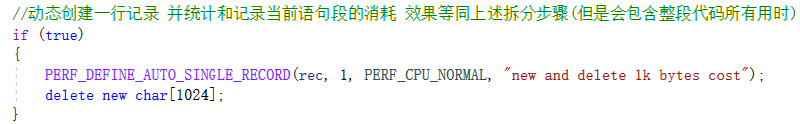 //动态创建一行记录 并统计和记录当前语句段的消耗 效果等同上述拆分步骤(但是会包含整段代码所有用时)
if (true)
{
    PERF_DEFINE_AUTO_SINGLE_RECORD(rec, 1, PERF_CPU_NORMAL, "new and delete 1k bytes cost");
    delete new char[1024];
}